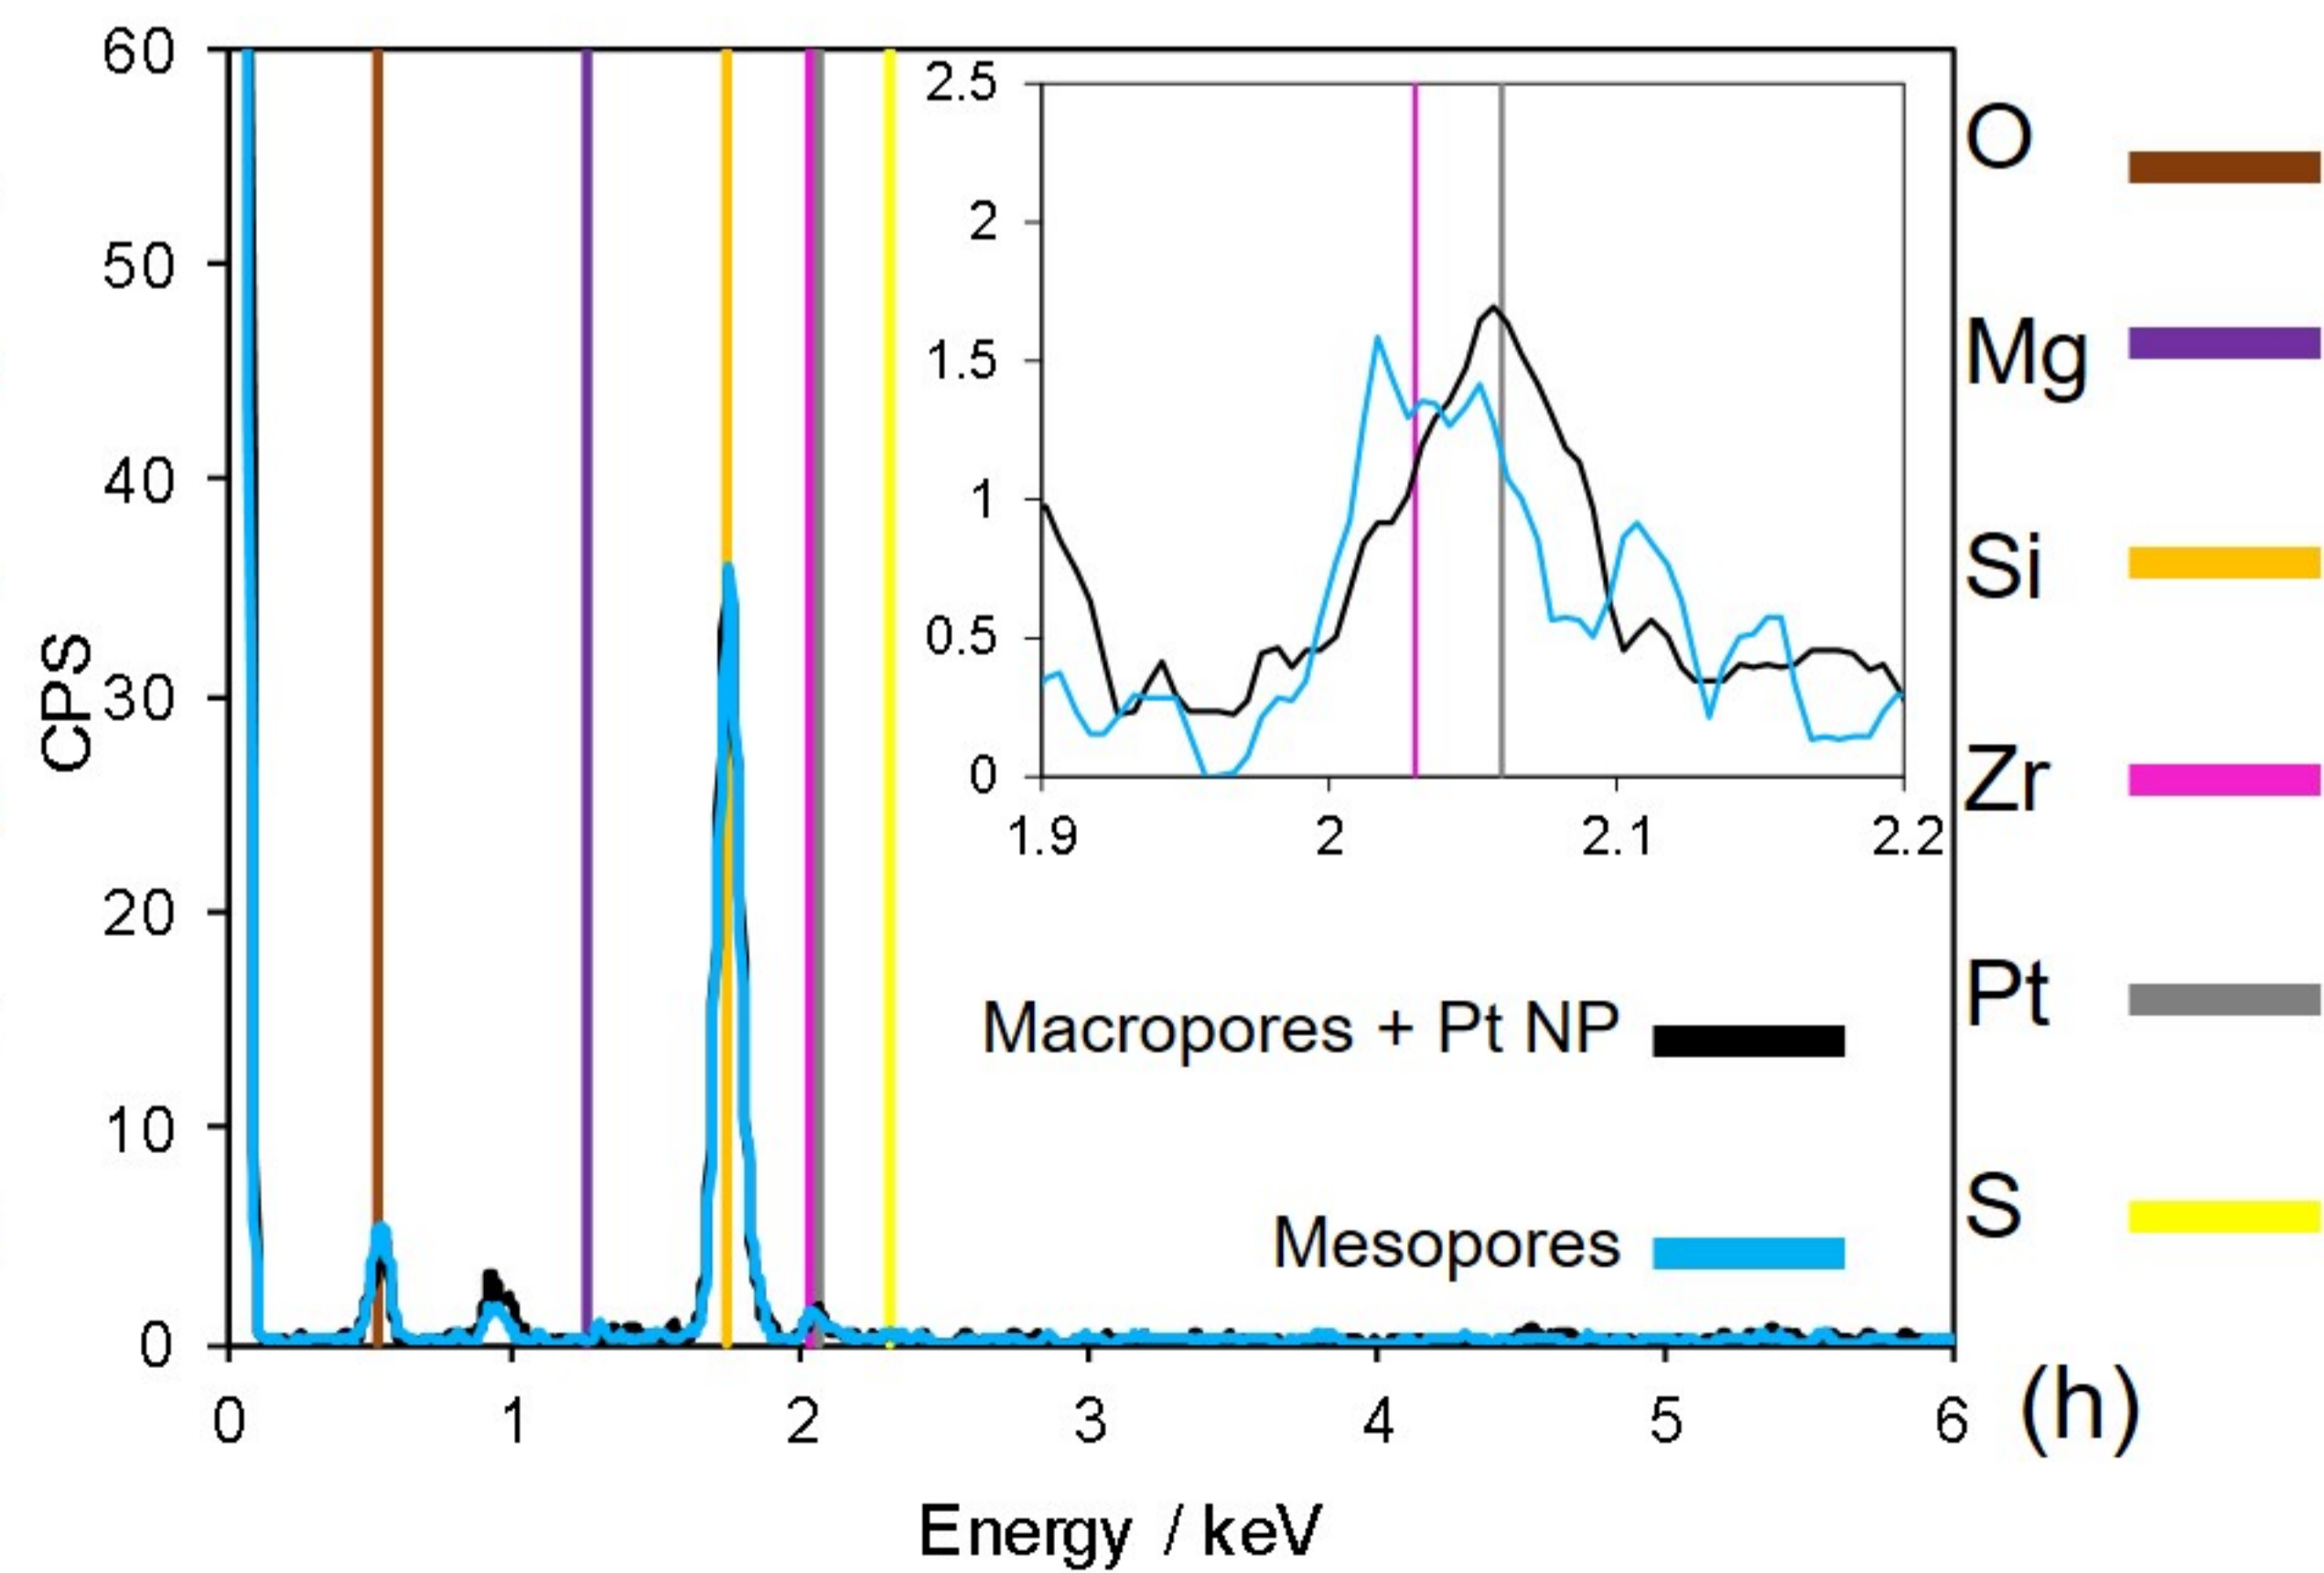 60
50
40
30
20
10
0
CPS
0 1 2 3 4 5 6
Energy / keV
2.5
2
1.5
1
0.5
0
1.9 2 2.1 2.2
Macropores + Pt NP
Mesopores
O
Mg
Si
Zr
Pt
S
(h)